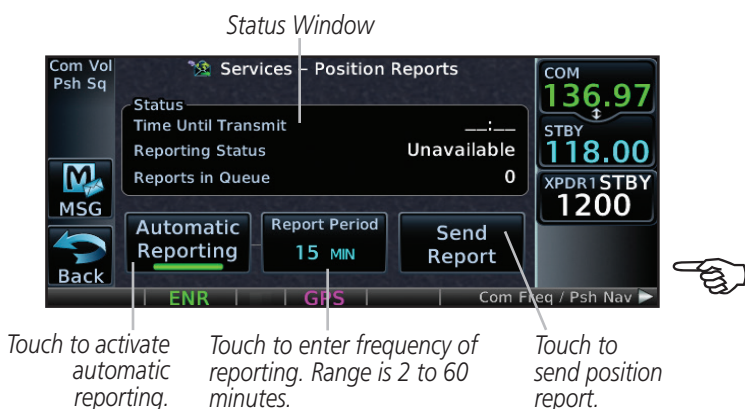 Status Window
Com Vol
Psh Sq
Services – Position Reports
COM
136.97
Status
Time Until Transmit __:__
STBY
118.00
Reporting Status Unavailable
Reports in Queue 0
XPDR1 STBY
1200
MSG
Automatic
Reporting
Report Period
15 MIN
Send
Report
Back
ENR GPS Com Freq / Psh Nav
Touch to activate
automatic
reporting.
Touch to enter frequency of
reporting. Range is 2 to 60
minutes.
Touch to
send position
report.